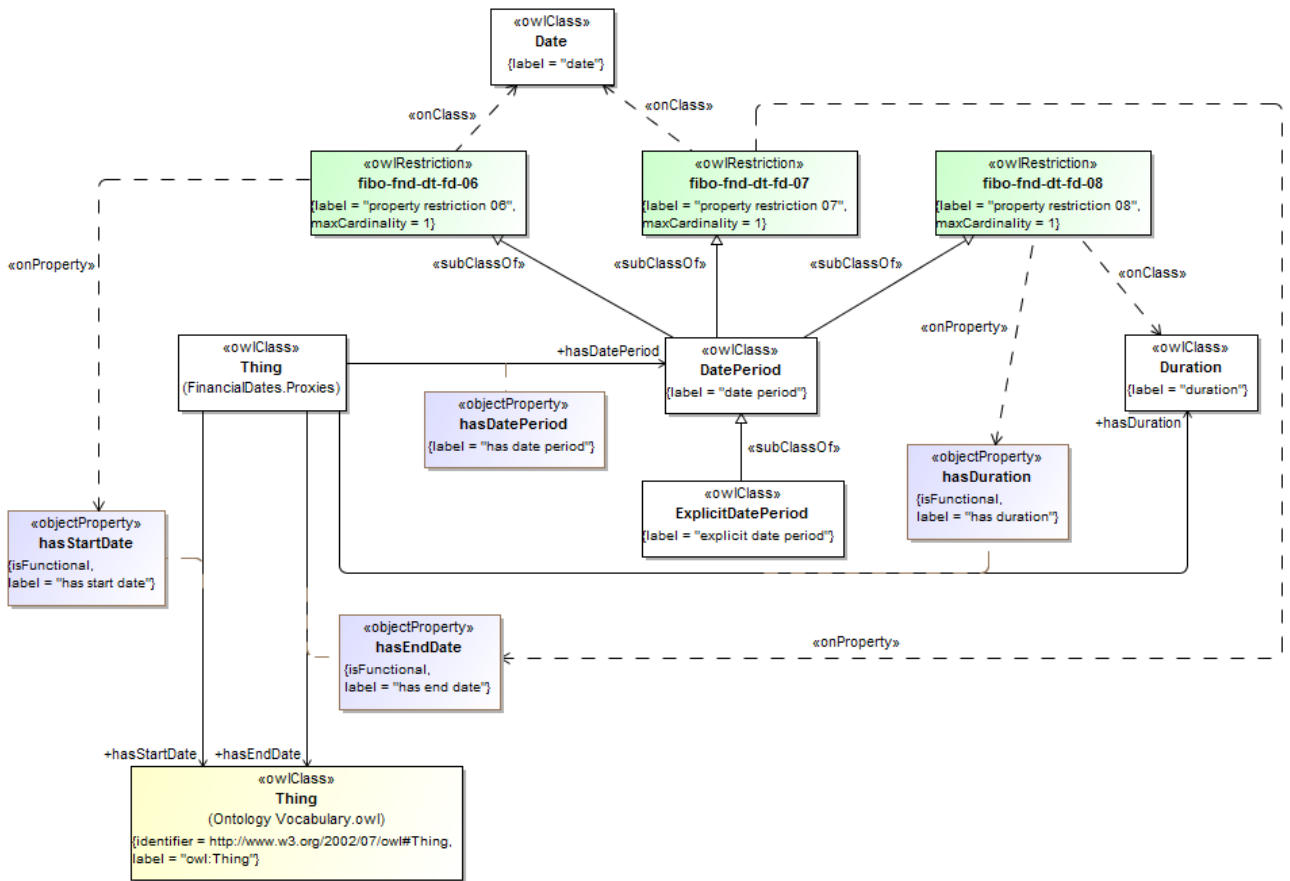 «owlClass»
Date
{label = "date"}
«onClass»
«onClass»
«owlRestriction»
fibo-fnd-dt-fd-06
{label = "property restriction 06",
maxCardinality = 1}
«owlRestriction»
fibo-fnd-dt-fd-07
{label = "property restriction 07",
maxCardinality = 1}
«owlRestriction»
fibo-fnd-dt-fd-08
{label = "property restriction 08",
maxCardinality = 1}
«onProperty»
«subClassOf»
«subClassOf»
«subClassOf»
«onClass»
«onProperty»
«owlClass»
Thing
(FinancialDates.Proxies)
+hasDatePeriod
«owlClass»
DatePeriod
{label = "date period"}
«owlClass»
Duration
{label = "duration"}
+hasDuration
«objectProperty»
hasDatePeriod
{label = "has date period"}
«subClassOf»
«objectProperty»
hasDuration
{isFunctional,
label = "has duration"}
«owlClass»
ExplicitDatePeriod
{label = "explicit date period"}
«objectProperty»
hasStartDate
{isFunctional,
label = "has start date"}
«objectProperty»
hasEndDate
{isFunctional,
label = "has end date"}
«onProperty»
+hasStartDate
+hasEndDate
«owlClass»
Thing
(Ontology Vocabulary.owl)
{identifier = http://www.w3.org/2002/07/owl#Thing,
label = "owl:Thing"}